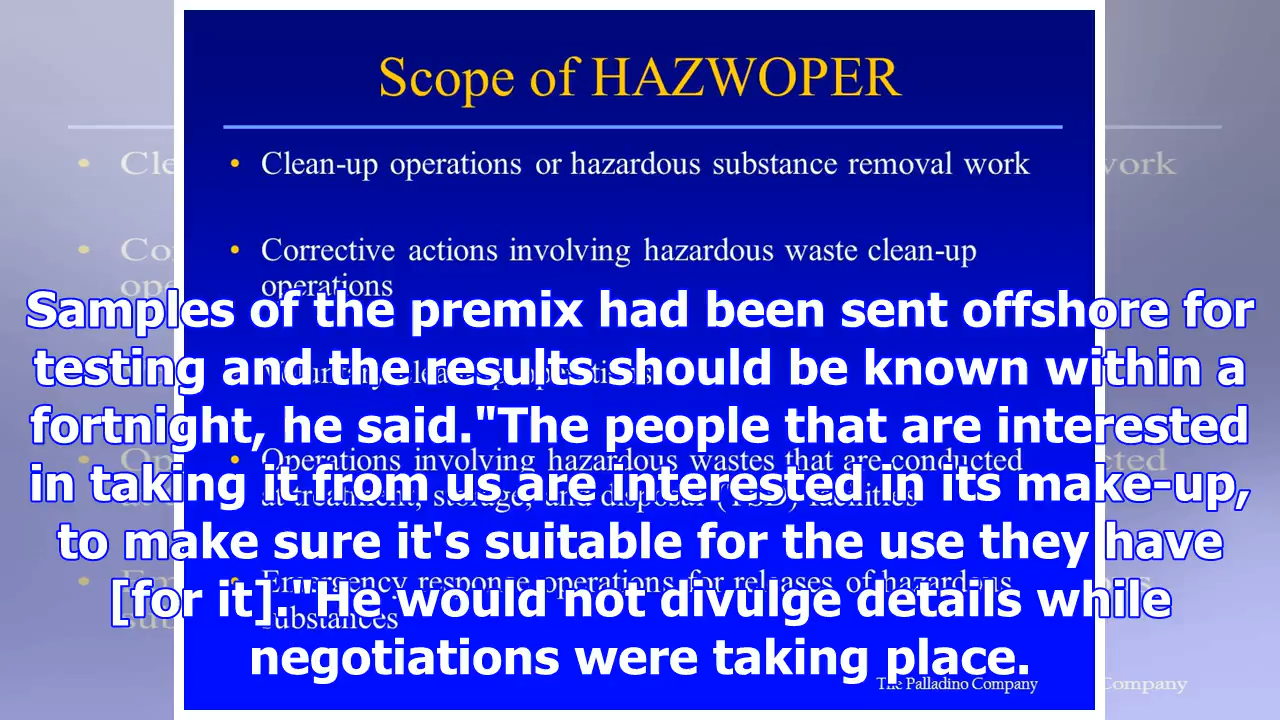 Scope of HAZWOPER
• Clean-up operations or hazardous substance removal work
• Corrective actions involving hazardous waste clean-up
operations
Samples of the premix had been sent offshore for
testing and the results should be known within a
fortnight, he said."The people that are interested
in taking it from us are interested in its make-up,
to make sure it's suitable for the use they have
[for it]."He would not divulge details while
negotiations were taking place.
• Operations involving hazardous wastes that are conducted
at treatment, storage, and disposal (TSD) facilities
• Emergency response operations for releases of hazardous
substances
The Palladino Company